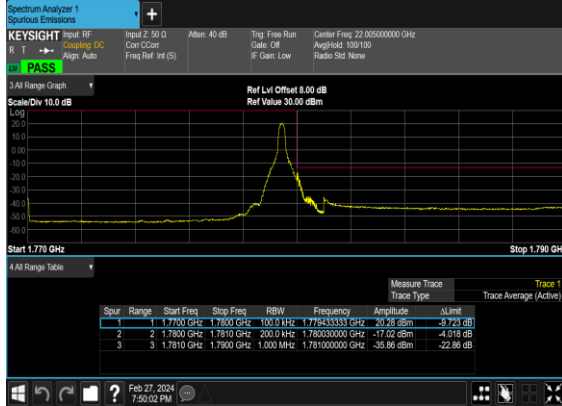 Spectrum Analyzer 1
Spurious Emissions
+
KEYSIGHT Input: RF Input Z: 50 Ω Atten: 40 dB Trig: Free Run Center Freq: 22.005000000 GHz
R T Coupling: DC Corr CCorr Gate: Off Avg|Hold: 100/100
Align: Auto Freq Ref: Int (S) IF Gain: Low Radio Std: None
PASS
3 All Range Graph
Ref Lvl Offset 8.00 dB
Scale/Div 10.0 dB Ref Value 30.00 dBm
Log
20.0
10.0
0.00
-10.0
-20.0
-30.0
-40.0
-50.0
-60.0
Start 1.770 GHz Stop 1.790 GH
4 All Range Table
Measure Trace Trace 1
Trace Type Trace Average (Active)
Spur Range Start Freq Stop Freq RBW Frequency Amplitude ΔLimit
1 1 1.7700 GHz 1.7800 GHz 100.0 kHz 1.779433333 GHz 20.28 dBm -9.723 dB
2 2 1.7800 GHz 1.7810 GHz 200.0 kHz 1.780030000 GHz -17.02 dBm -4.018 dB
3 3 1.7810 GHz 1.7900 GHz 1.000 MHz 1.781000000 GHz -35.86 dBm -22.86 dB
? Feb 27, 2024
7:50:02 PM